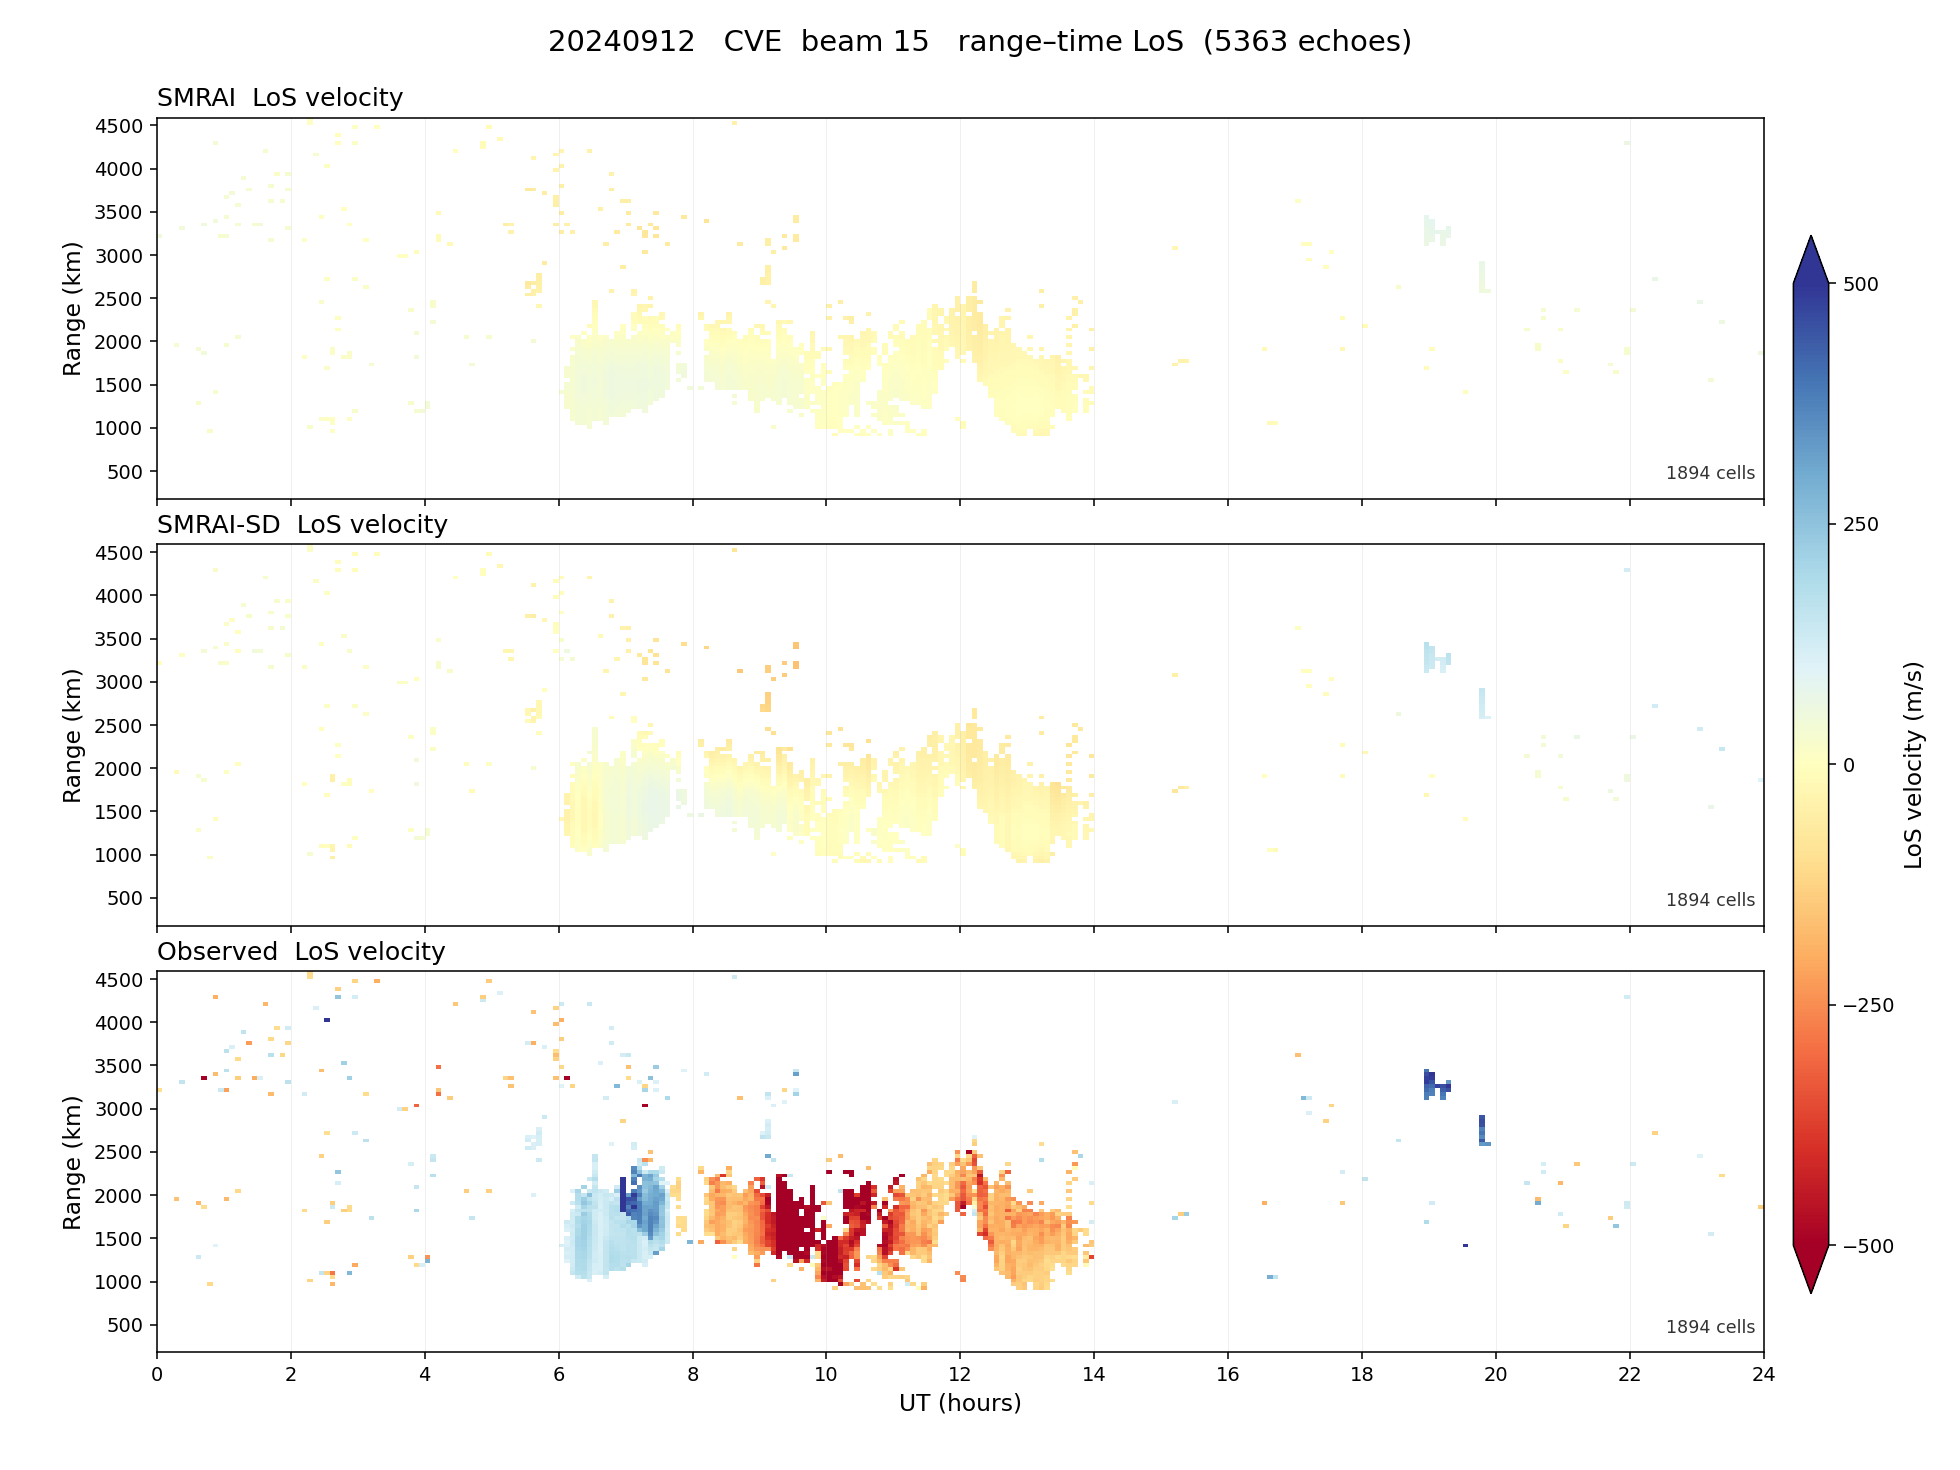 20240912   CVE  beam 15   range–time LoS  (5363 echoes)
SMRAI  LoS velocity
4500
4000
3500
3000
2500
2000
1500
1000
500
Range (km)
1894 cells
SMRAI-SD  LoS velocity
4500
4000
3500
3000
2500
2000
1500
1000
500
Range (km)
1894 cells
Observed  LoS velocity
4500
4000
3500
3000
2500
2000
1500
1000
500
Range (km)
1894 cells
0 2 4 6 8 10 12 14 16 18 20 22 24
UT (hours)
500
250
0
−250
−500
LoS velocity (m/s)